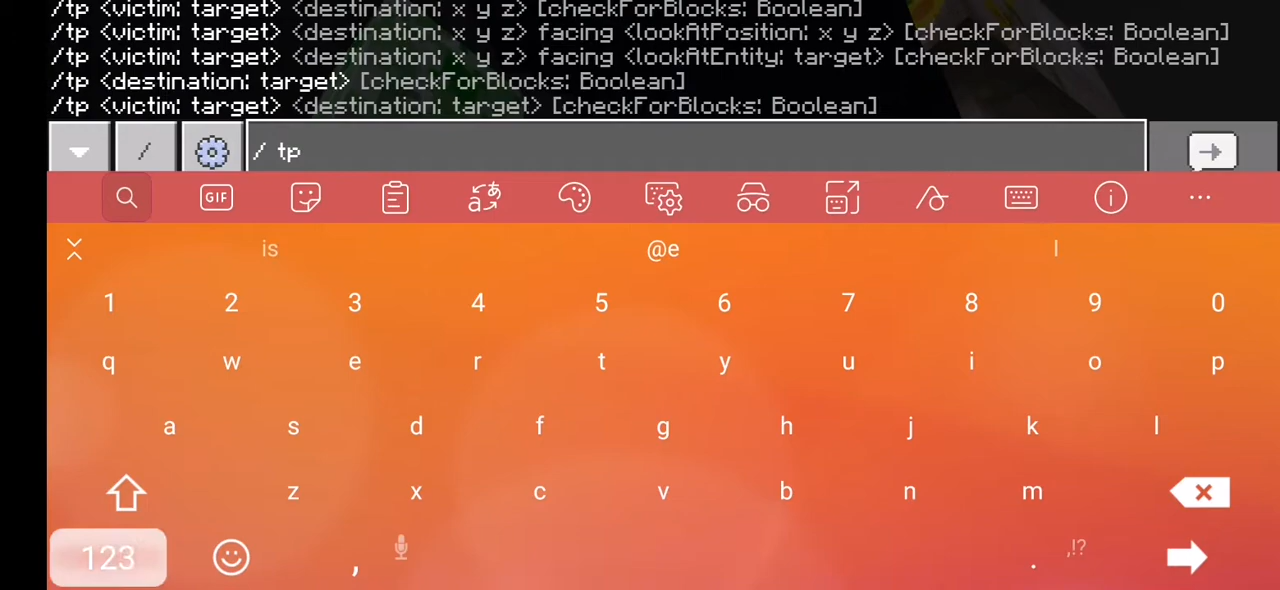 /tp <victim: target> <destination: x y z> [checkForBlocks: Boolean]
/tp <victim: target> <destination: x y z> facing <lookAtPosition: x y z> [checkForBlocks: Boolean]
/tp <victim: target> <destination: x y z> facing <lookAtEntity: target> [checkForBlocks: Boolean]
/tp <destination: target> [checkForBlocks: Boolean]
/tp <victim: target> <destination: target> [checkForBlocks: Boolean]
/ / tp
GIF あa
is @e I
1 2 3 4 5 6 7 8 9 0
q w e r t y u i o p
a s d f g h j k l
z x c v b n m
123 , . ,!?